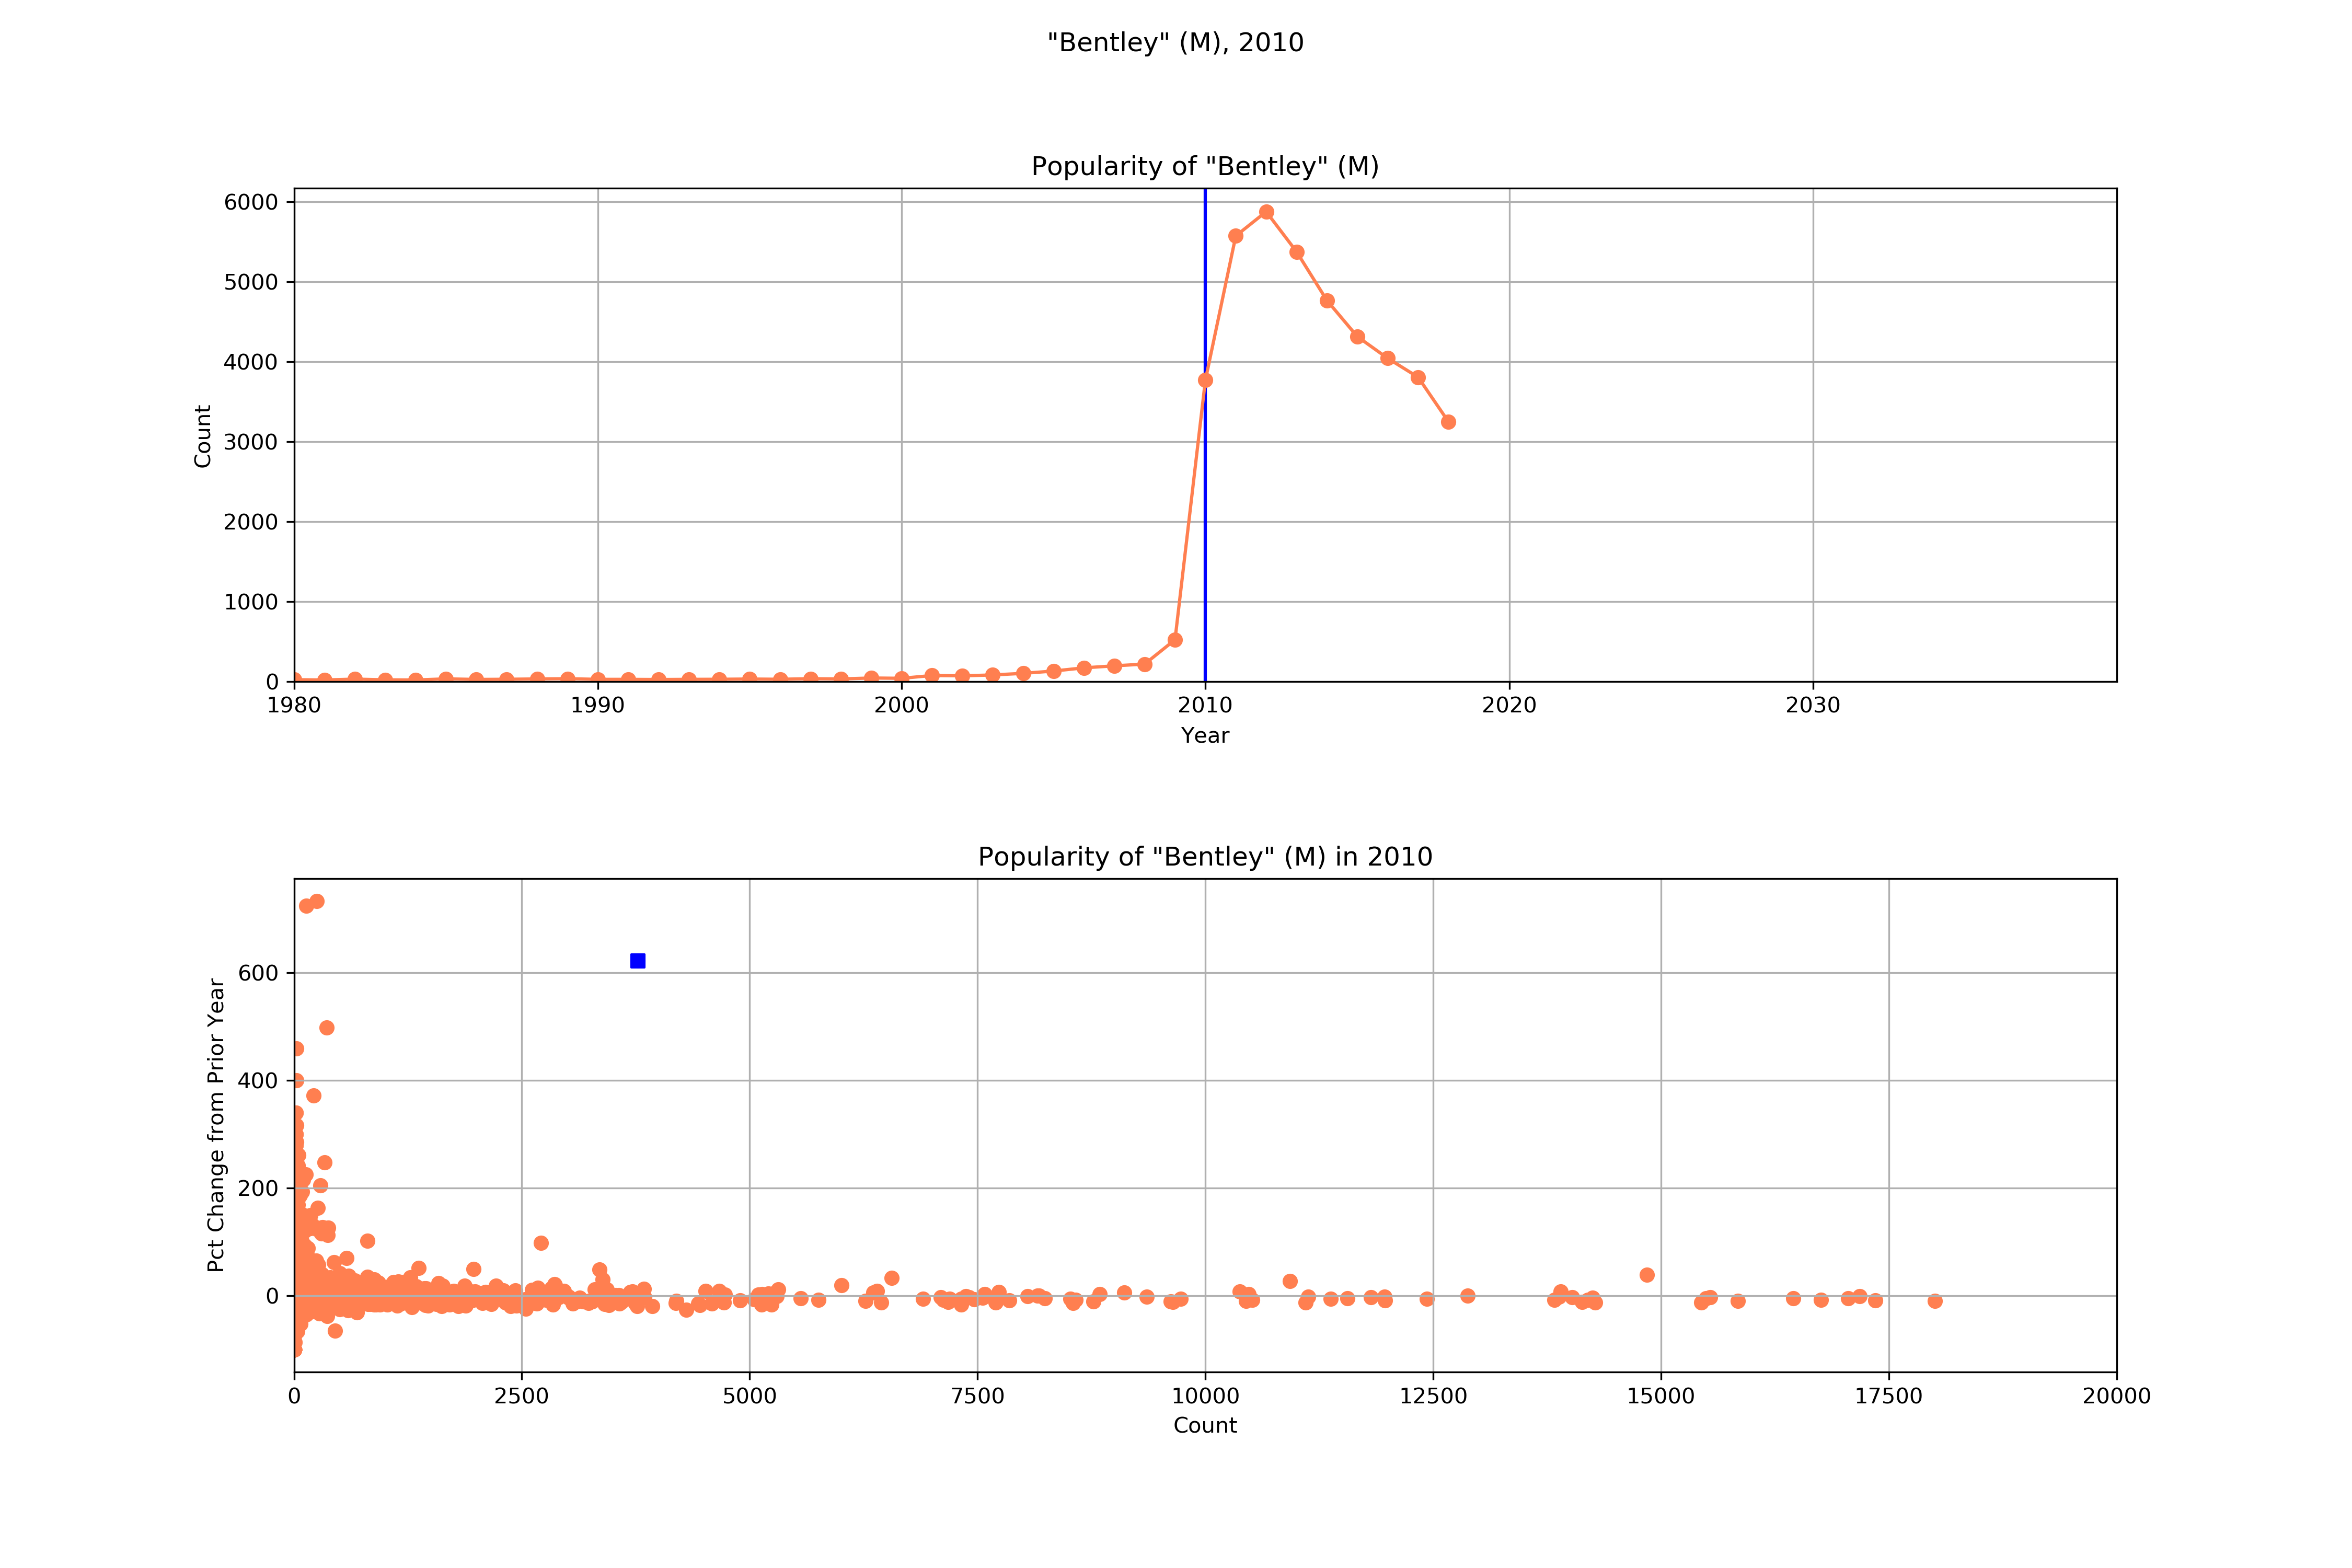 "Bentley" (M), 2010
Popularity of "Bentley" (M)
6000
5000
4000
3000
2000
1000
0
Count
1980 1990 2000 2010 2020 2030
Year
Popularity of "Bentley" (M) in 2010
600
400
200
0
Pct Change from Prior Year
0 2500 5000 7500 10000 12500 15000 17500 20000
Count